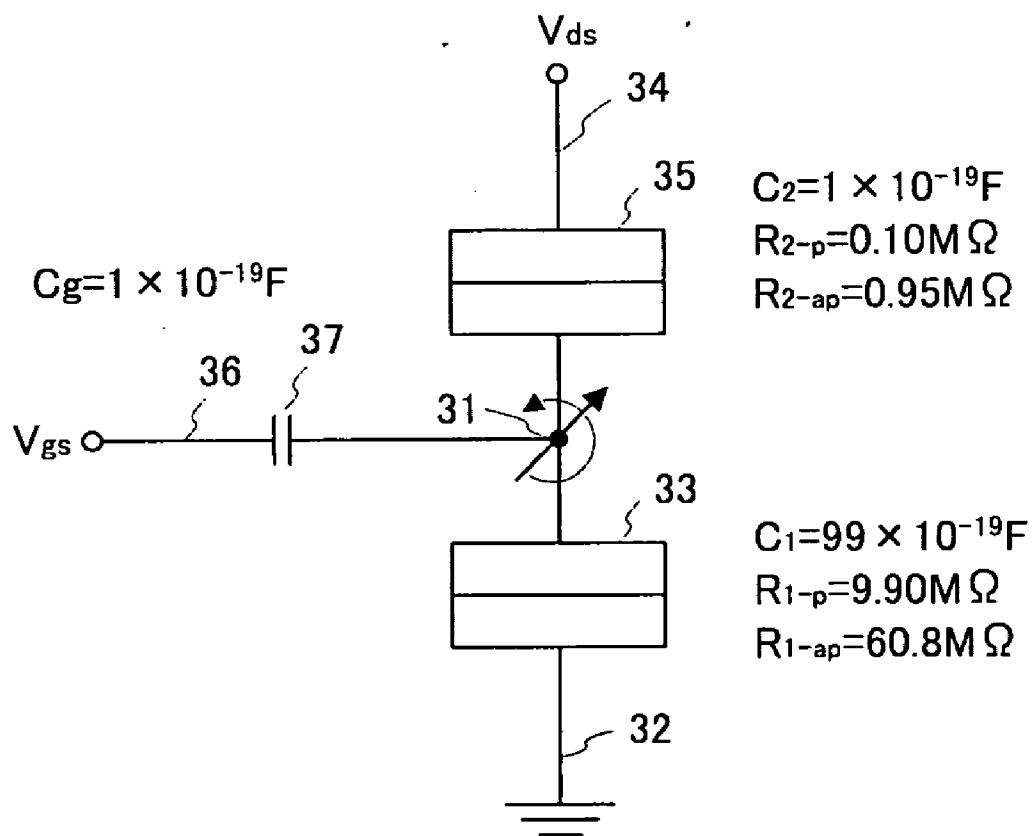 Vds
34
35
C2=1×10⁻¹⁹F
R2-p=0.10MΩ
R2-ap=0.95MΩ
Cg=1×10⁻¹⁹F
37
36
31
Vgs
33
C1=99×10⁻¹⁹F
R1-p=9.90MΩ
R1-ap=60.8MΩ
32